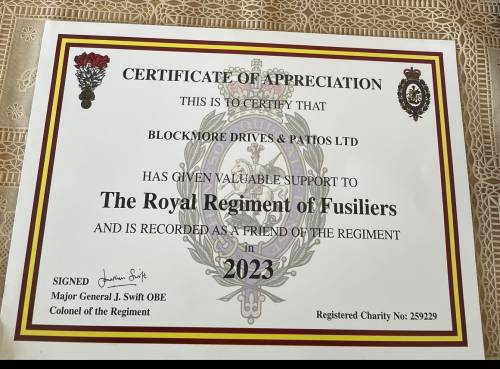 CERTIFICATE OF APPRECIATION
THIS IS TO CERTIFY THAT
BLOCKMORE DRIVES & PATIOS LTD
HAS GIVEN VALUABLE SUPPORT TO
The Royal Regiment of Fusiliers
AND IS RECORDED AS A FRIEND OF THE REGIMENT
in
2023
SIGNED Jonathan Swift
Major General J. Swift OBE
Colonel of the Regiment
Registered Charity No: 259229